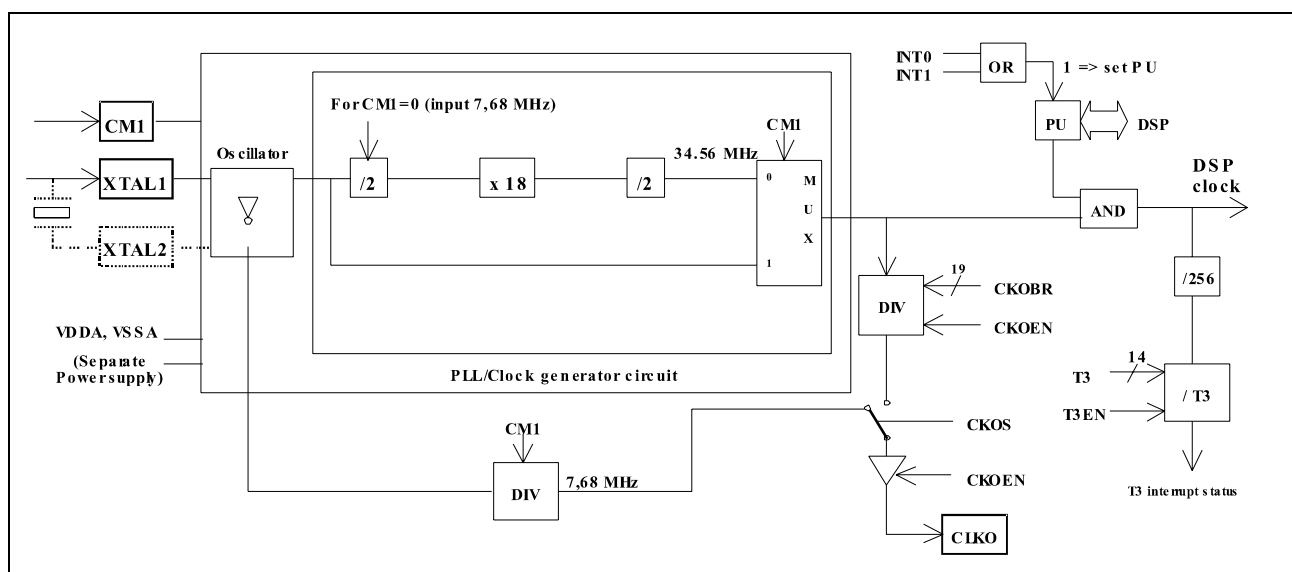 INT0
INT1
OR
1 => set PU
For CM1=0 (input 7,68 MHz)
CM1
CM1
PU
DSP
Oscillator
34.56 MHz
DSP
clock
XTAL1
/2
x 18
/2
0
M
U
X
AND
XTAL2
1
/256
19
CKOBR
DIV
CKOEN
VDDA, VSSA
(Separate
Power supply)
PLL/Clock generator circuit
14
T3
/ T3
T3EN
CM1
CKOS
DIV
7,68 MHz
CKOEN
T3 interrupt status
CLKO